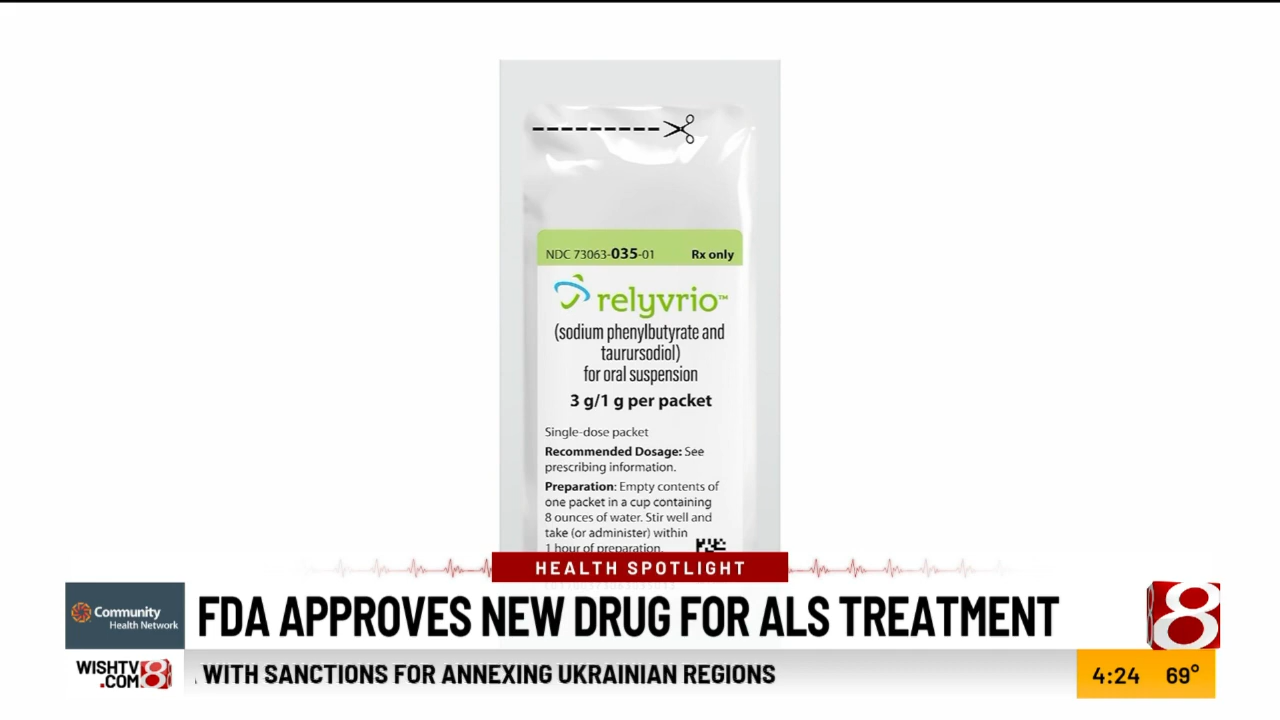 NDC 73063-035-01 Rx only
relyvrio™
(sodium phenylbutyrate and
taurursodiol)
for oral suspension
3 g/1 g per packet
Single-dose packet
Recommended Dosage: See
prescribing information.
Preparation: Empty contents of
one packet in a cup containing
8 ounces of water. Stir well and
take (or administer) within
1 hour of preparation.
HEALTH SPOTLIGHT
Community
Health Network
FDA APPROVES NEW DRUG FOR ALS TREATMENT
8
WISHTV8
.COM
WITH SANCTIONS FOR ANNEXING UKRAINIAN REGIONS
4:24 69°